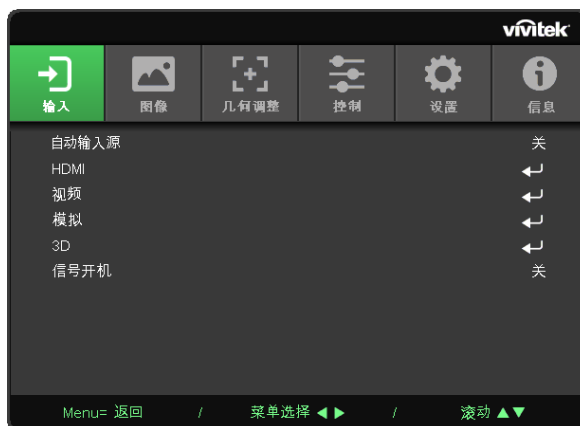 vivitek
输入 图像 几何调整 控制 设置 信息
自动输入源 关
HDMI
视频
模拟
3D
信号开机 关
Menu= 返回 / 菜单选择 ◀ ▶ / 滚动 ▲▼